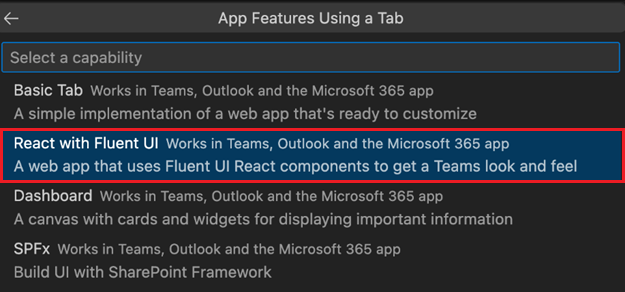 App Features Using a Tab
Select a capability
Basic Tab Works in Teams, Outlook and the Microsoft 365 app
A simple implementation of a web app that's ready to customize
React with Fluent UI Works in Teams, Outlook and the Microsoft 365 app
A web app that uses Fluent UI React components to get a Teams look and feel
Dashboard Works in Teams, Outlook and the Microsoft 365 app
A canvas with cards and widgets for displaying important information
SPFx Works in Teams, Outlook and the Microsoft 365 app
Build UI with SharePoint Framework